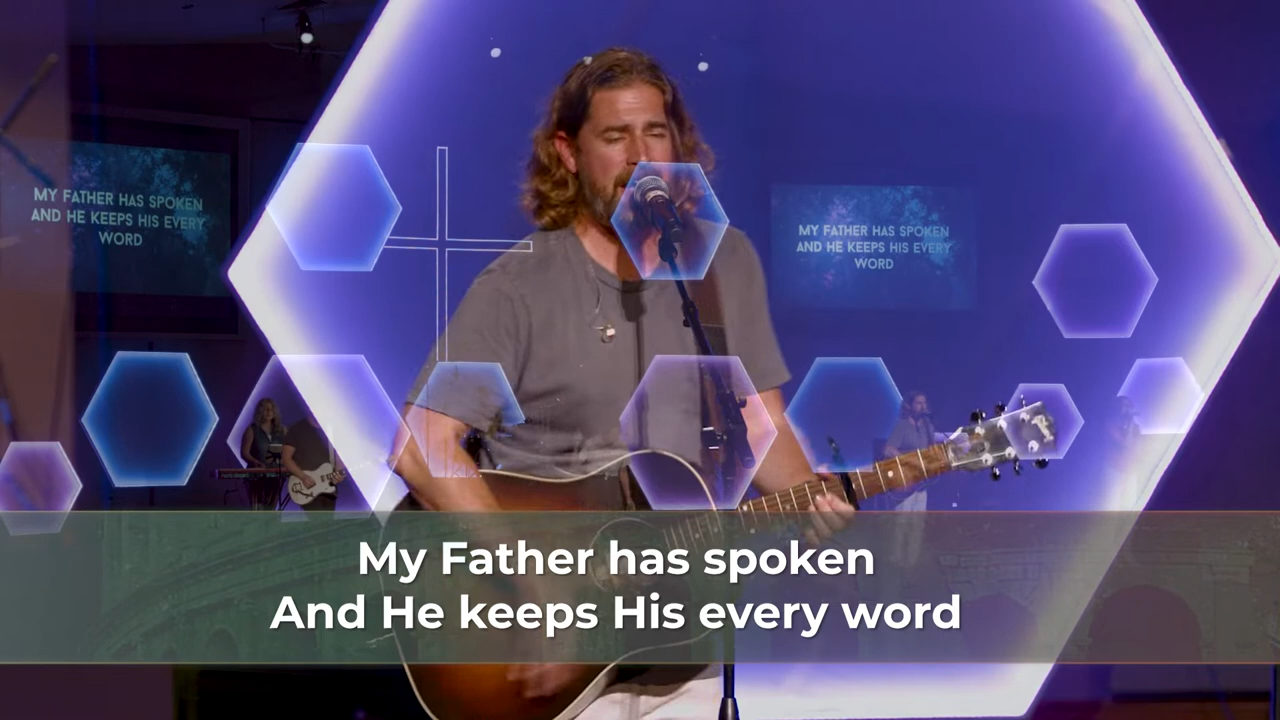 MY FATHER HAS SPOKEN
AND HE KEEPS HIS EVERY
WORD
MY FATHER HAS SPOKEN
AND HE KEEPS HIS EVERY
WORD
My Father has spoken
And He keeps His every word